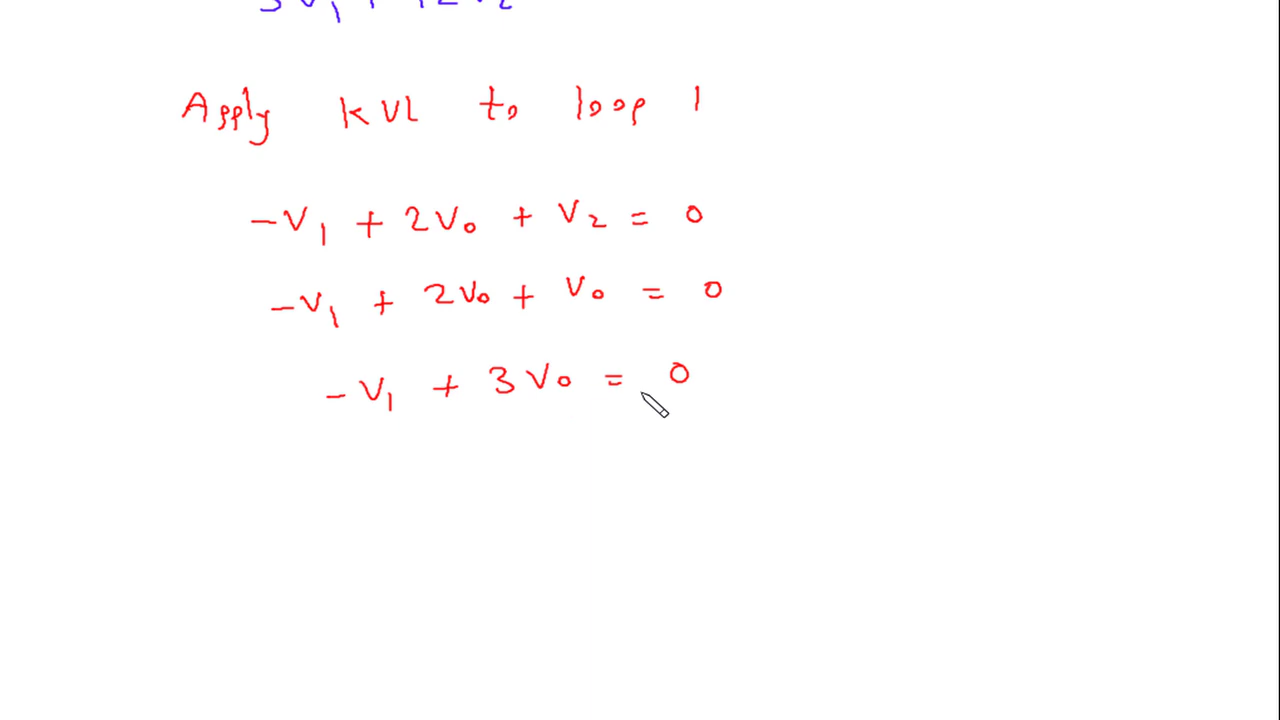 Apply KVL to loop 1
-V₁ + 2V₀ + V₂ = 0
-V₁ + 2V₀ + V₀ = 0
-V₁ + 3V₀ = 0